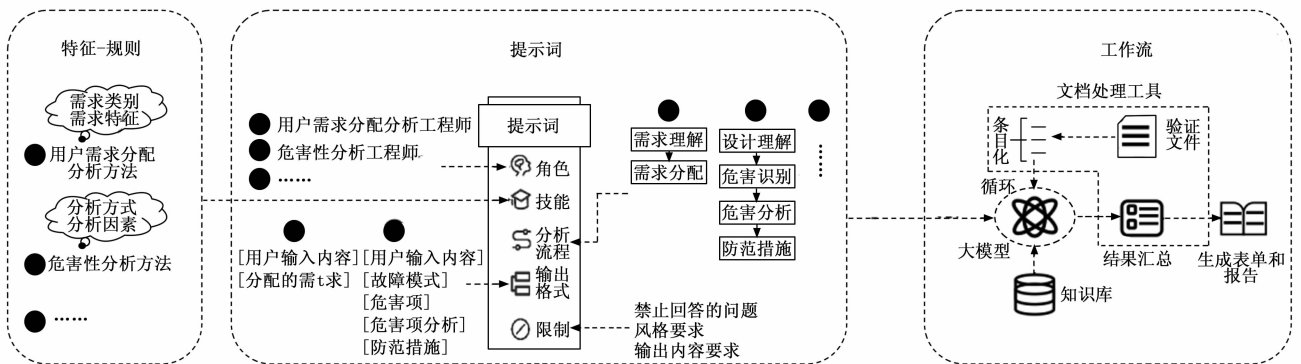 特征-规则
需求类别
需求特征
用户需求分配
分析方法
分析方式
分析因素
危害性分析方法
……
提示词
用户需求分配分析工程师
危害性分析工程师
……
[用户输入内容]
[分配的需t求]
[用户输入内容]
[故障模式]
[危害项]
[危害项分析]
[防范措施]
提示词
角色
技能
分析
流程
输出
格式
限制
需求理解
需求分配
设计理解
危害识别
危害分析
防范措施
……
禁止回答的问题
风格要求
输出内容要求
工作流
文档处理工具
条目化
验证
文件
循环
大模型
结果汇总
生成表单和
报告
知识库